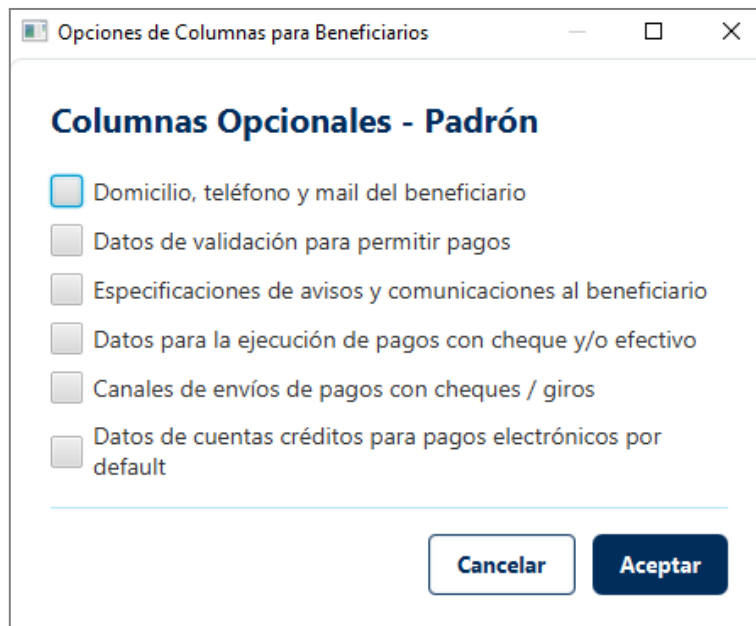 Opciones de Columnas para Beneficiarios
Columnas Opcionales - Padrón
Domicilio, teléfono y mail del beneficiario
Datos de validación para permitir pagos
Especificaciones de avisos y comunicaciones al beneficiario
Datos para la ejecución de pagos con cheque y/o efectivo
Canales de envíos de pagos con cheques / giros
Datos de cuentas créditos para pagos electrónicos por
default
Cancelar
Aceptar